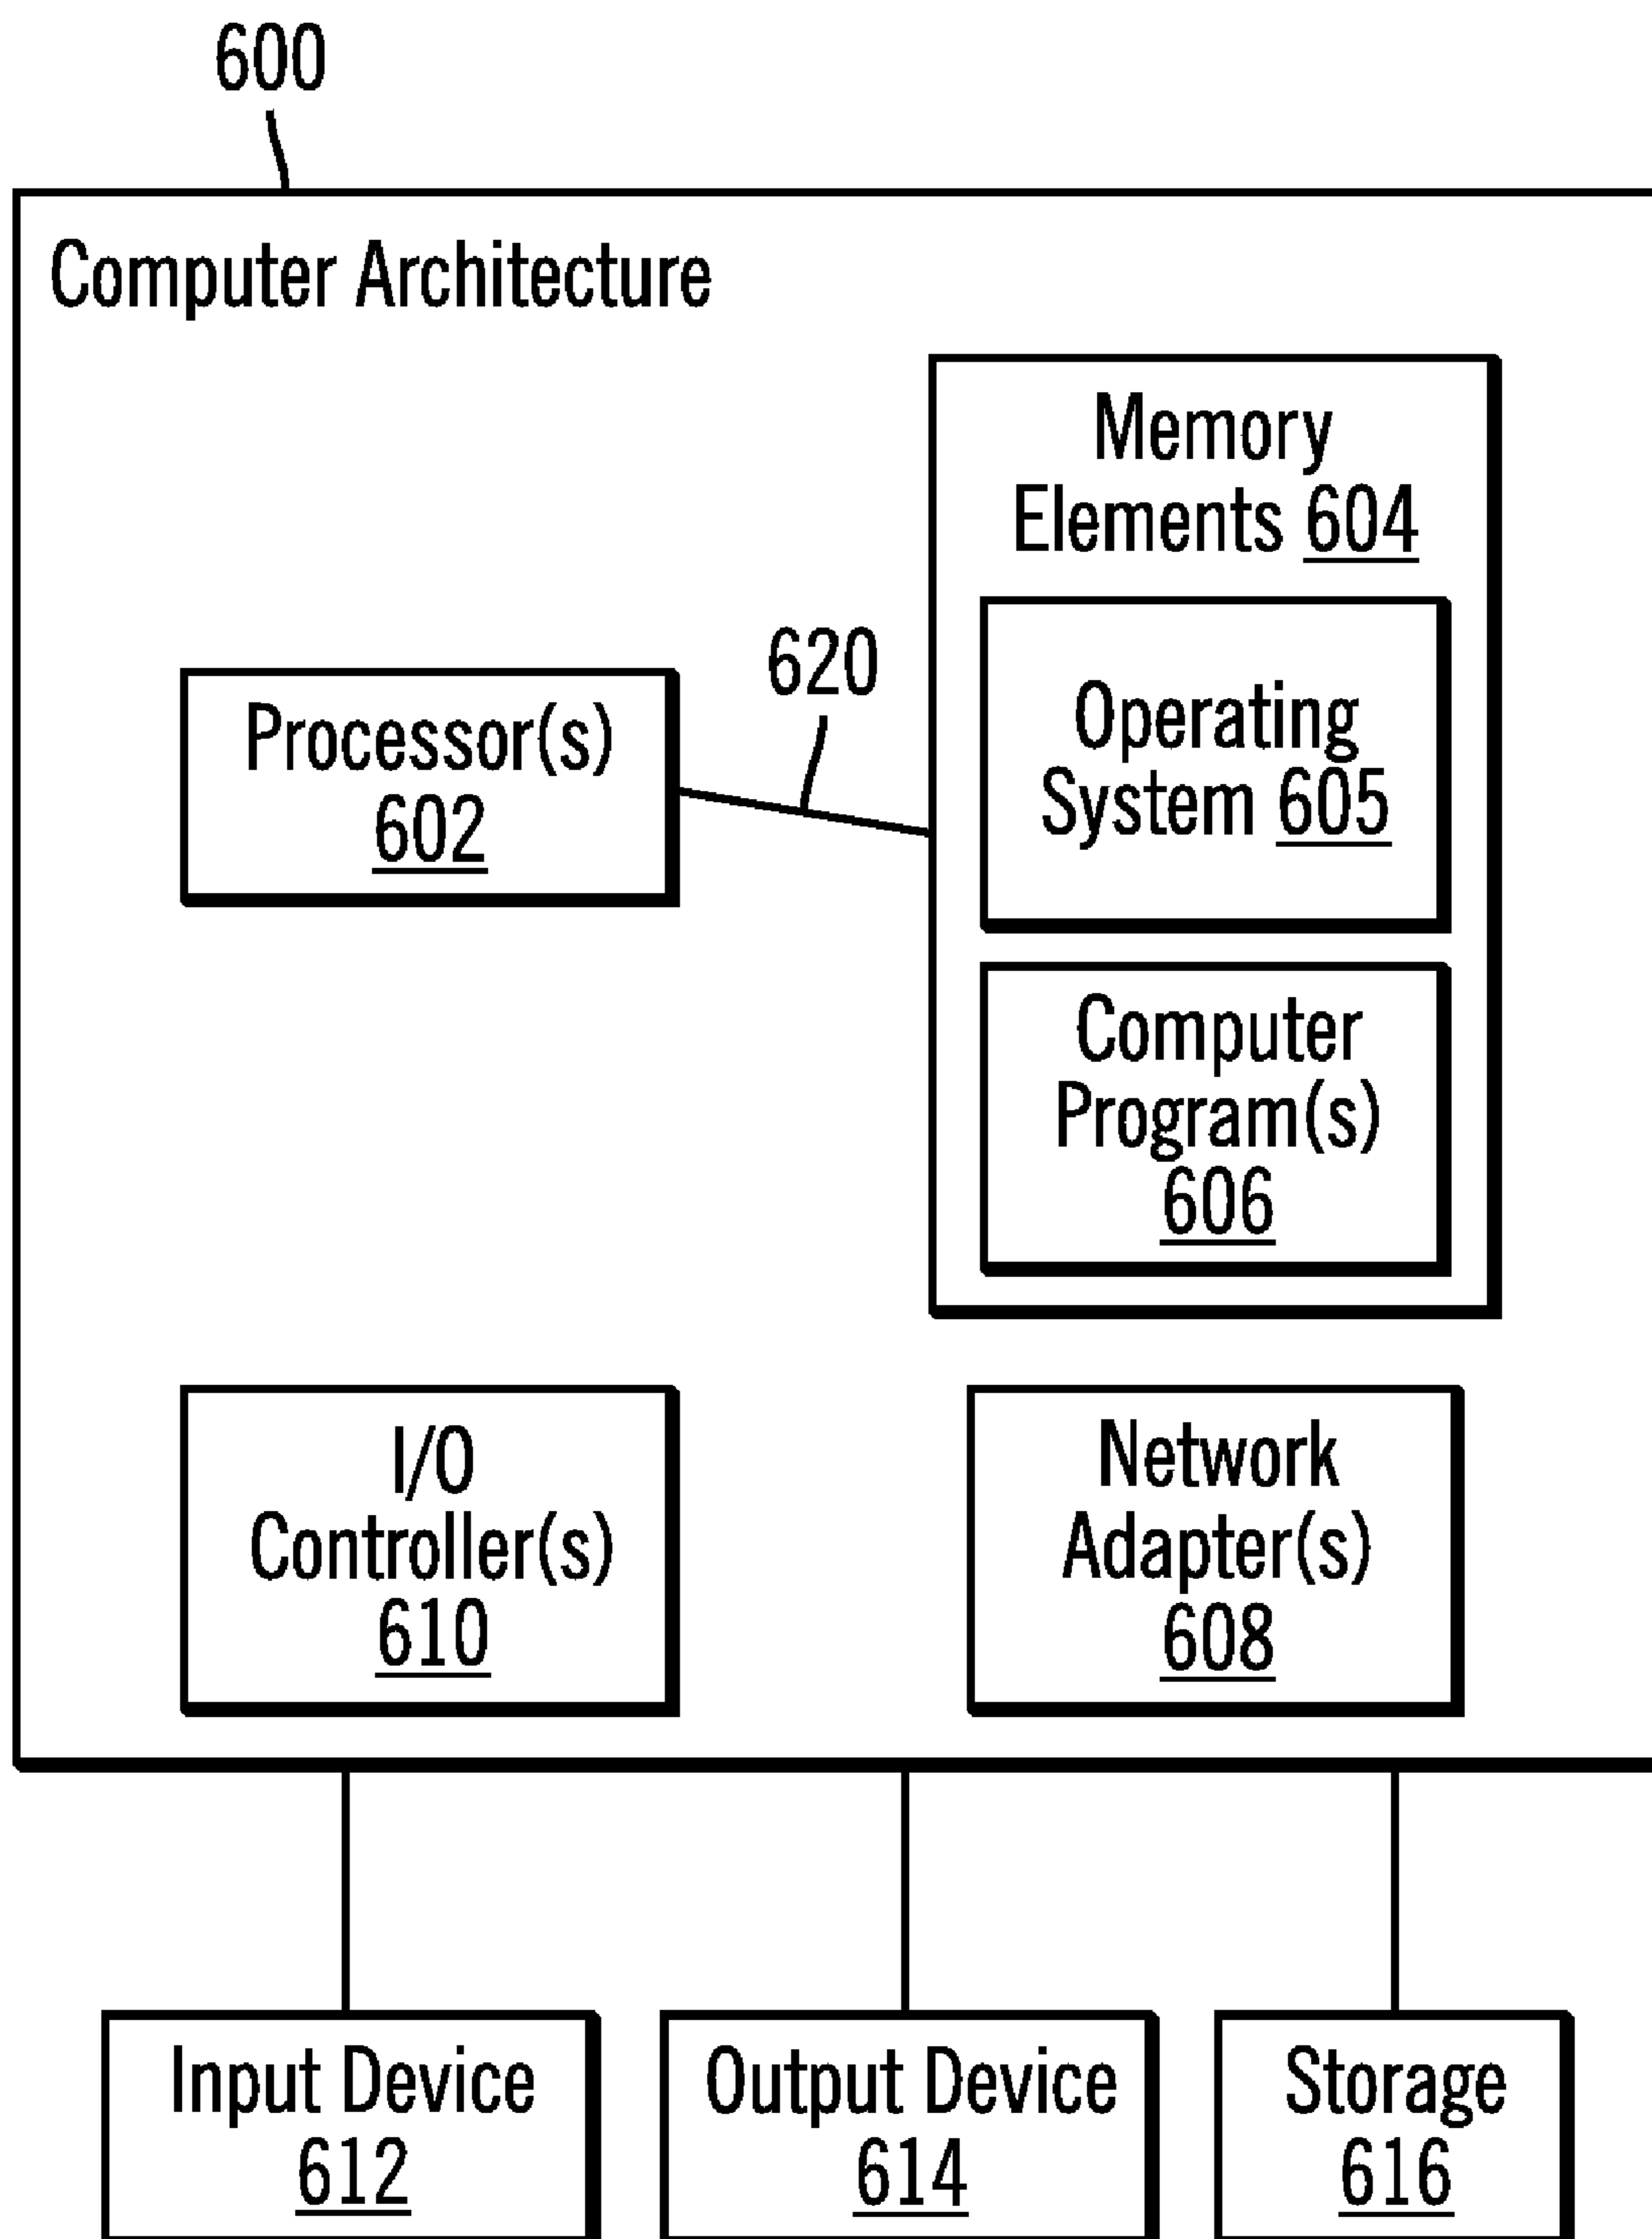 600
Computer Architecture
Memory
Elements 604
620
Operating
System 605
Processor(s)
602
Computer
Program(s)
606
I/O
Controller(s)
610
Network
Adapter(s)
608
Input Device
612
Output Device
614
Storage
616